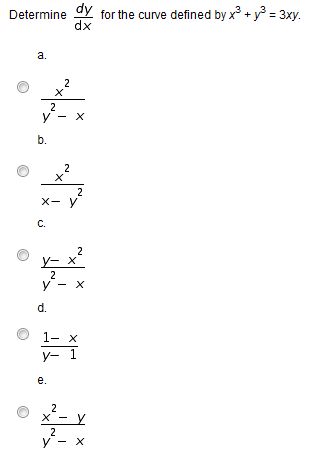 Determine dy/dx for the curve defined by x³ + y³ = 3xy.
a.
x²
y² - x
b.
x²
x - y²
c.
y - x²
y² - x
d.
1 - x
y - 1
e.
x² - y
y² - x